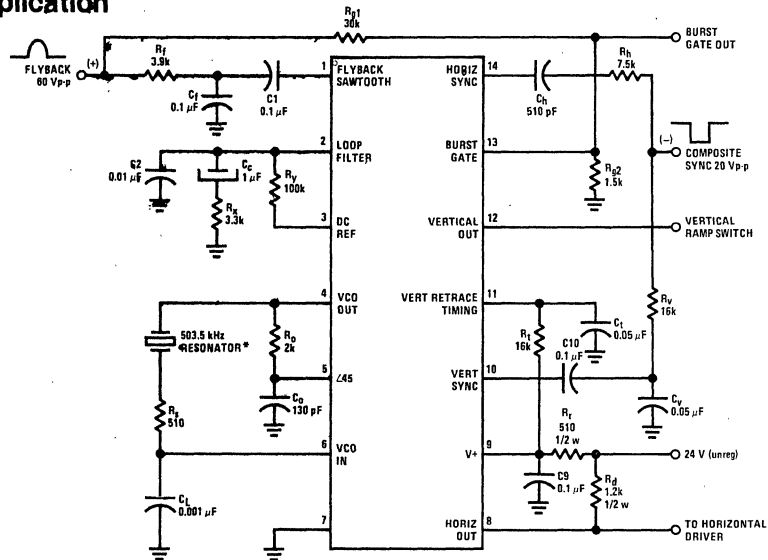 plication
FLYBACK
60 Vp-p
(+)
Rf
3.9k
Cf
0.1 µF
C1
0.1 µF
Rg1
30k
BURST
GATE OUT
1
FLYBACK
SAWTOOTH
HORIZ
SYNC
14
Ch
510 pF
Rh
7.5k
(−)
COMPOSITE
SYNC 20 Vp-p
C2
0.01 µF
Cc
1 µF
Rx
3.3k
Ry
100k
2
LOOP
FILTER
BURST
GATE
13
Rg2
1.5k
3
DC
REF
VERTICAL
OUT
12
VERTICAL
RAMP SWITCH
4
VCO
OUT
VERT RETRACE
TIMING
11
503.5 kHz
RESONATOR*
Ro
2k
Rt
16k
Ct
0.05 µF
Rv
16k
5
∠45
Co
130 pF
VERT
SYNC
10
C10
0.1 µF
Cv
0.05 µF
Rs
510
6
VCO
IN
V+
9
Rr
510
1/2 w
24 V (unreg)
CL
0.001 µF
C9
0.1 µF
Rd
1.2k
1/2 w
7
HORIZ
OUT
8
TO HORIZONTAL
DRIVER